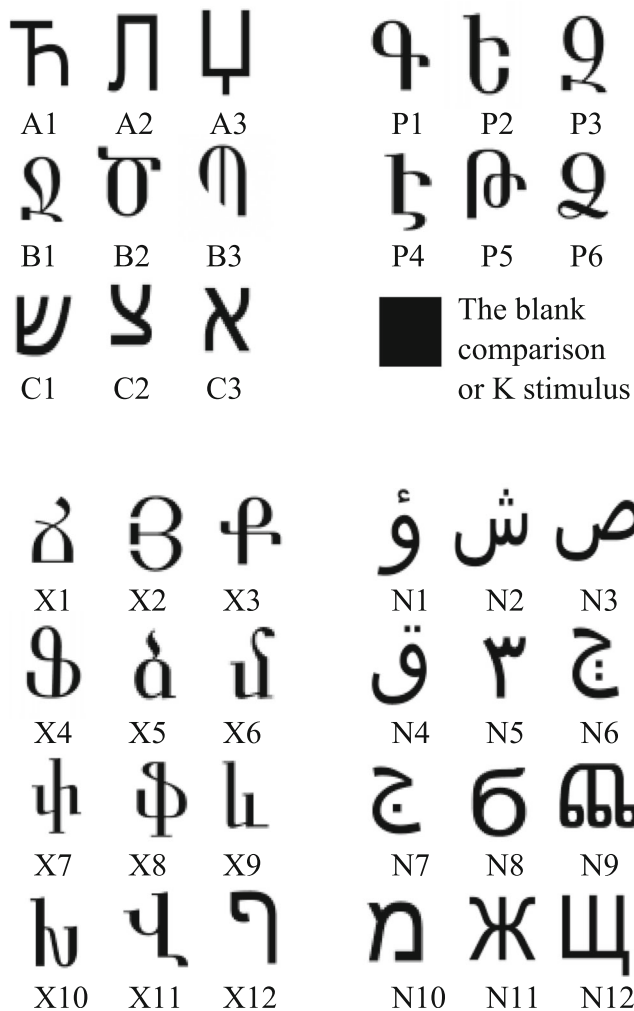 Ћ Л Џ Գ Ե Ջ
A1 A2 A3 P1 P2 P3
ջ Ծ Պ Է Թ Զ
B1 B2 B3 P4 P5 P6
ש צ א The blank
comparison
C1 C2 C3 or K stimulus
ճ Յ Ք ؤ ش ص
X1 X2 X3 N1 N2 N3
Ֆ ձ մ ق ٣ چ
X4 X5 X6 N4 N5 N6
փ ֆ և ج б ጨ
X7 X8 X9 N7 N8 N9
խ Վ ף מ Ж Щ
X10 X11 X12 N10 N11 N12